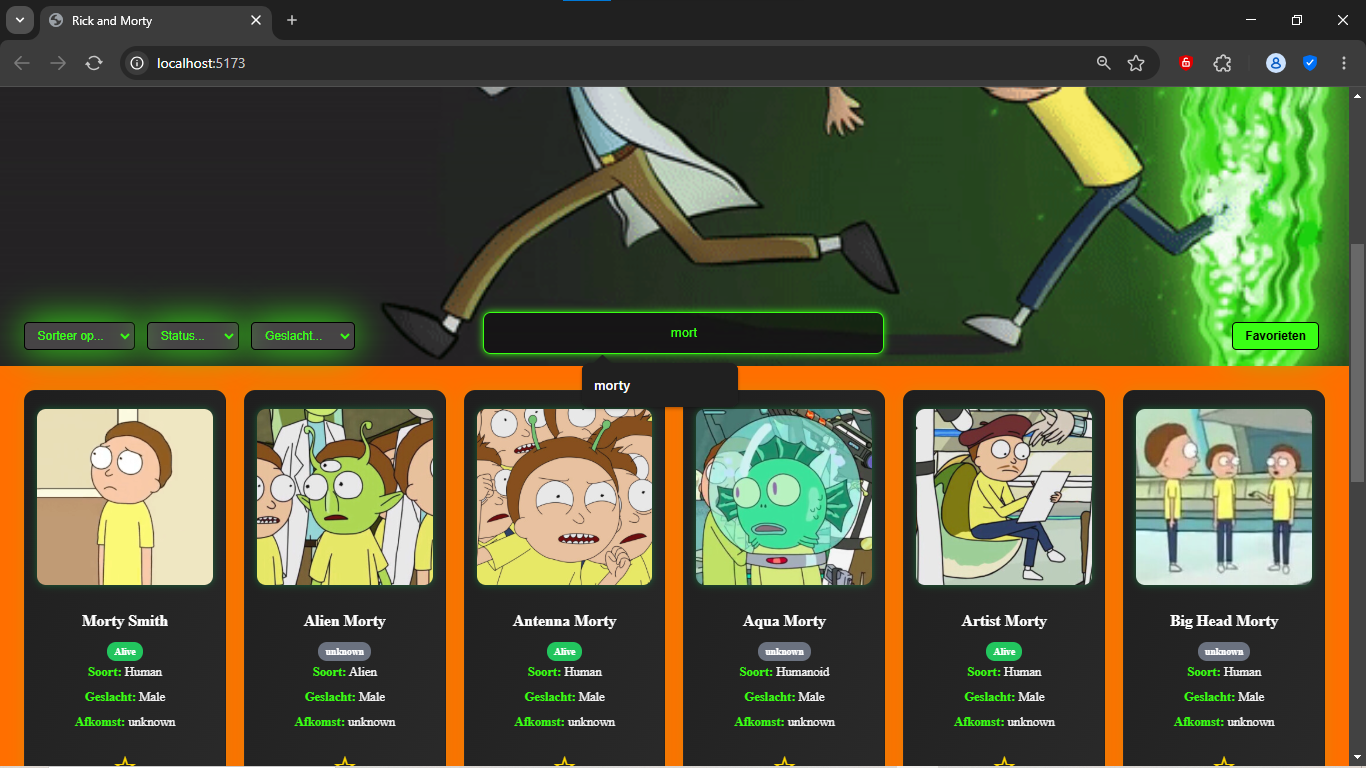 Rick and Morty
localhost:5173
Sorteer op...
Status...
Geslacht...
mort
Favorieten
morty
Morty Smith
Alive
Soort: Human
Geslacht: Male
Afkomst: unknown
Alien Morty
unknown
Soort: Alien
Geslacht: Male
Afkomst: unknown
Antenna Morty
Alive
Soort: Human
Geslacht: Male
Afkomst: unknown
Aqua Morty
unknown
Soort: Humanoid
Geslacht: Male
Afkomst: unknown
Artist Morty
Alive
Soort: Human
Geslacht: Male
Afkomst: unknown
Big Head Morty
unknown
Soort: Human
Geslacht: Male
Afkomst: unknown